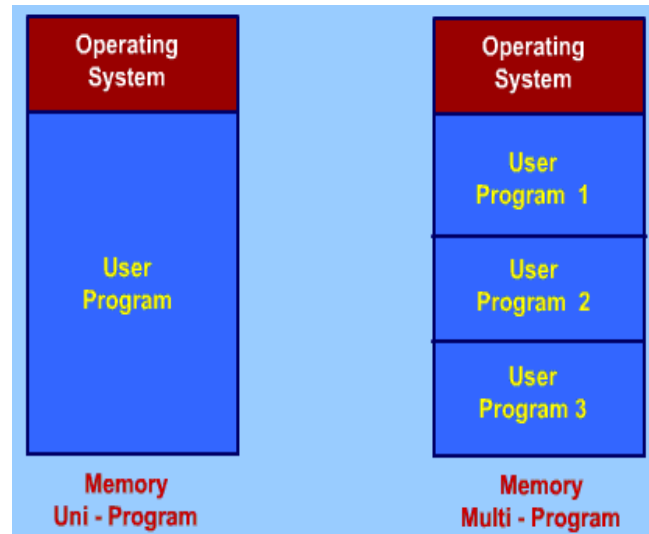 Operating
System
User
Program
Memory
Uni - Program
Operating
System
User
Program 1
User
Program 2
User
Program 3
Memory
Multi - Program